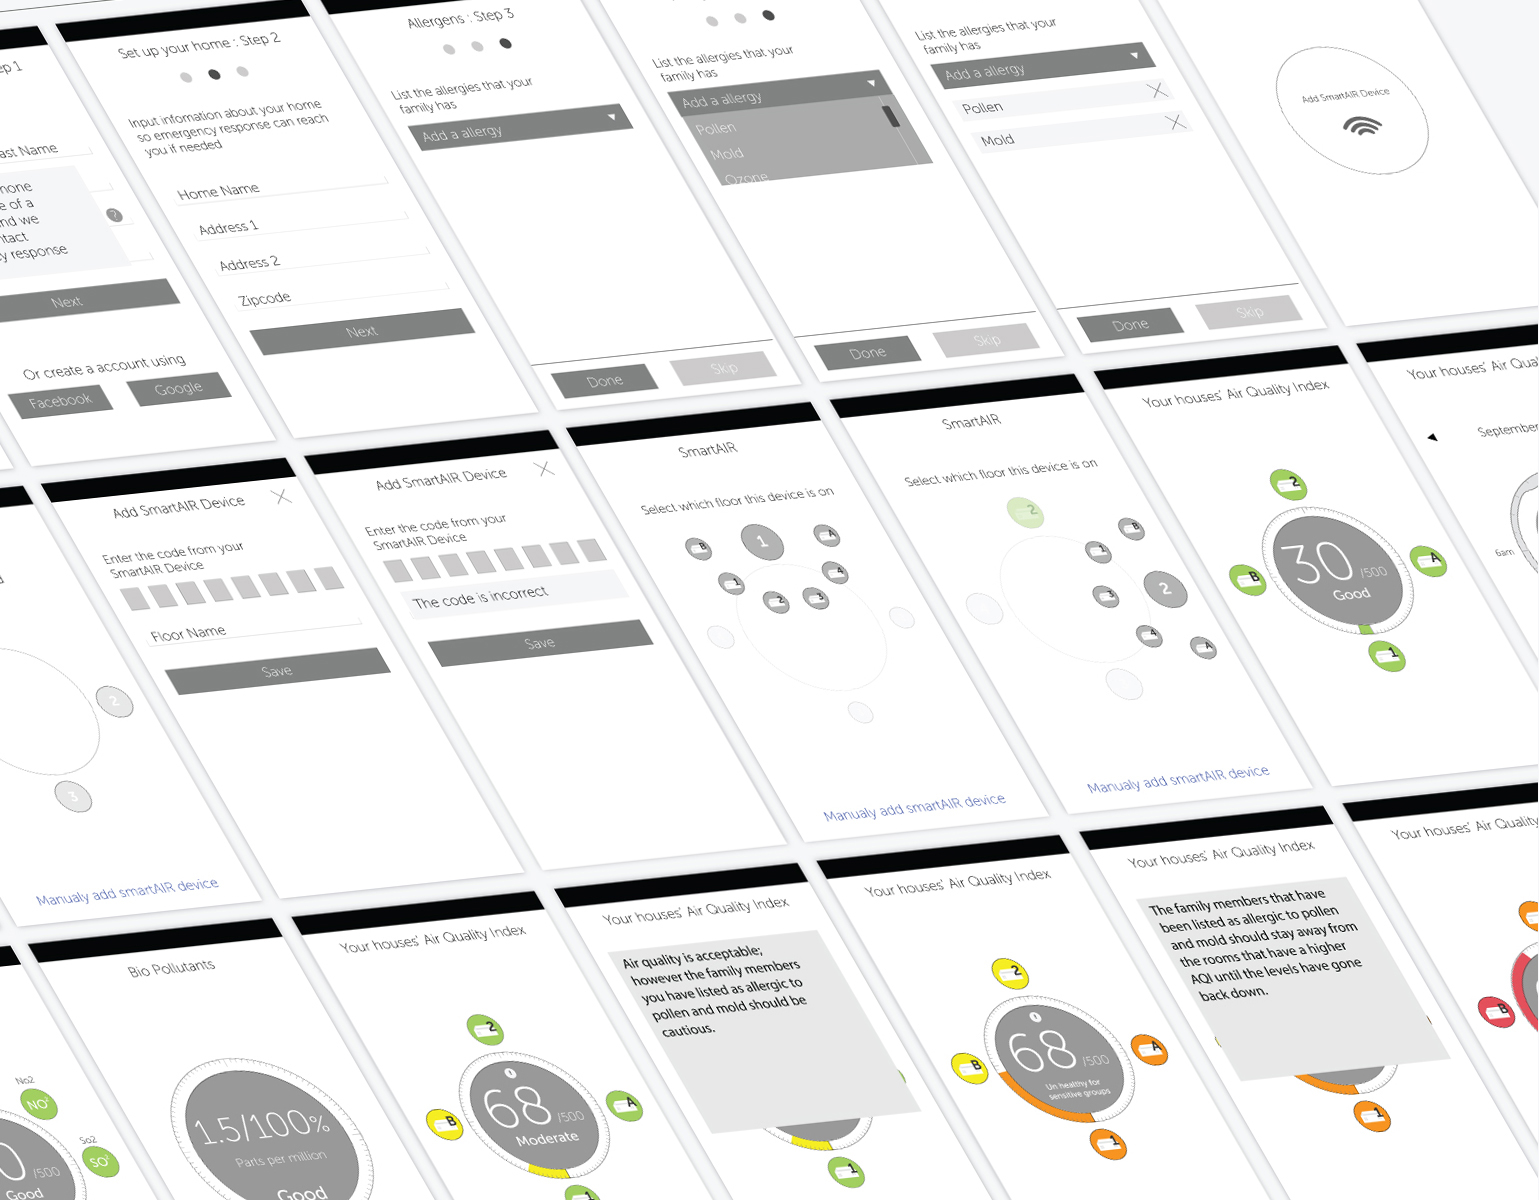 Set up your home : Step 2
Input infomation about your home
so emergency response can reach
you if needed
Home Name
Address 1
Address 2
Zipcode
Next
Allergens : Step 3
List the allergies that your
family has
Add a allergy
Done
Skip
List the allergies that your
family has
Add a allergy
Pollen
Mold
Ozone
Done
Skip
List the allergies that your
family has
Add a allergy
Pollen
Mold
Done
Skip
Add SmartAIR Device
Name
?
of a
we
response
Next
Or create a account using
Facebook
Google
2
3
Manualy add smartAIR device
Add SmartAIR Device
Enter the code from your
SmartAIR Device
Floor Name
Save
Add SmartAIR Device
Enter the code from your
SmartAIR Device
The code is incorrect
Save
SmartAIR
Select which floor this device is on
B
1
A
1
4
2
3
Manualy add smartAIR device
SmartAIR
Select which floor this device is on
2
B
1
3
2
4
A
Manualy add smartAIR device
Your houses' Air Quality Index
2
B
A
30 /500
Good
1
Your houses' Air
September
6am
No2
NO²
So2
SO²
/500
Good
Bio Pollutants
1.5/100%
Parts per million
Good
Your houses' Air Quality Index
2
B
A
68 /500
Moderate
1
Your houses' Air Quality Index
Air quality is acceptable;
however the family members
you have listed as allergic to
pollen and mold should be
cautious.
1
Your houses' Air Quality Index
2
B
A
68 /500
Un healthy for
sensitive groups
1
Your houses' Air Quality Index
The family members that have
been listed as allergic to pollen
and mold should stay away from
the rooms that have a higher
AQI until the levels have gone
back down.
1
Your houses' Air Quality
B